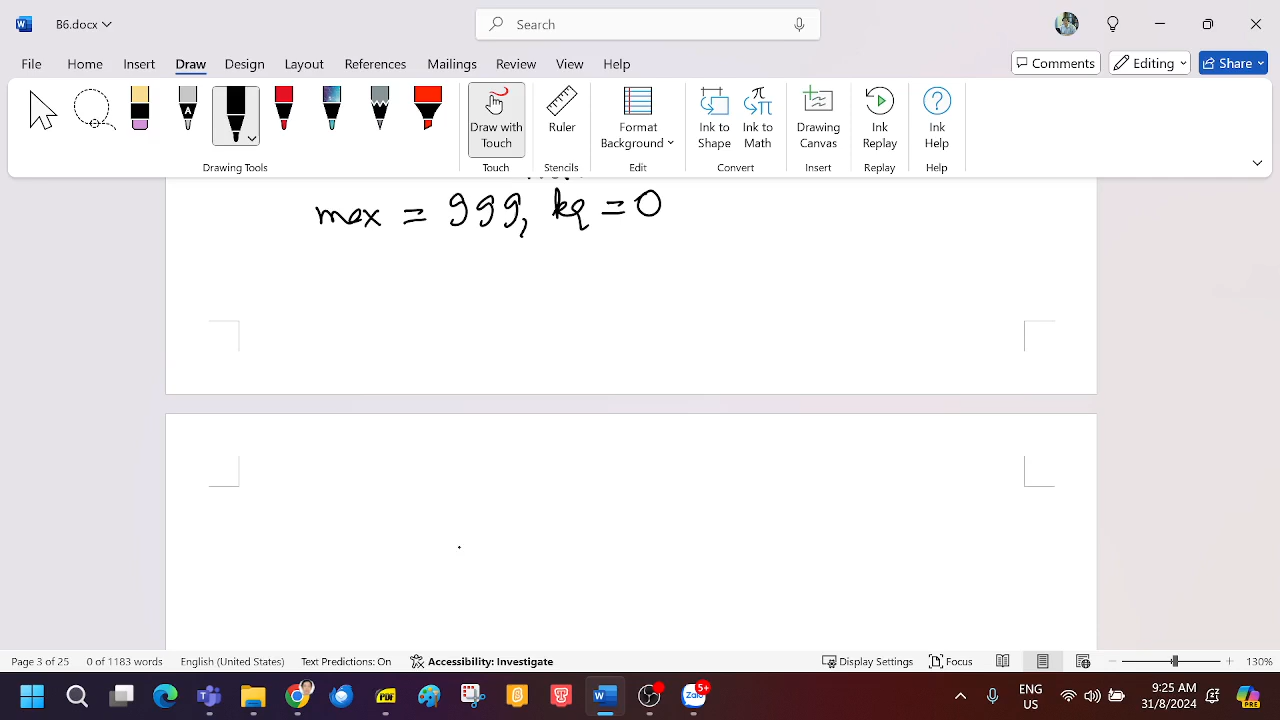 B6.docx
Search
File Home Insert Draw Design Layout References Mailings Review View Help
Comments Editing Share
Draw with Touch
Ruler
Format Background
Ink to Shape
Ink to Math
Drawing Canvas
Ink Replay
Ink Help
Drawing Tools Touch Stencils Edit Convert Insert Replay Help
max = 999, kq = 0
Page 3 of 25 0 of 1183 words English (United States) Text Predictions: On Accessibility: Investigate Display Settings Focus 130%
ENG
US
9:25 AM
31/8/2024
Zalo 5+
PDF
PRE